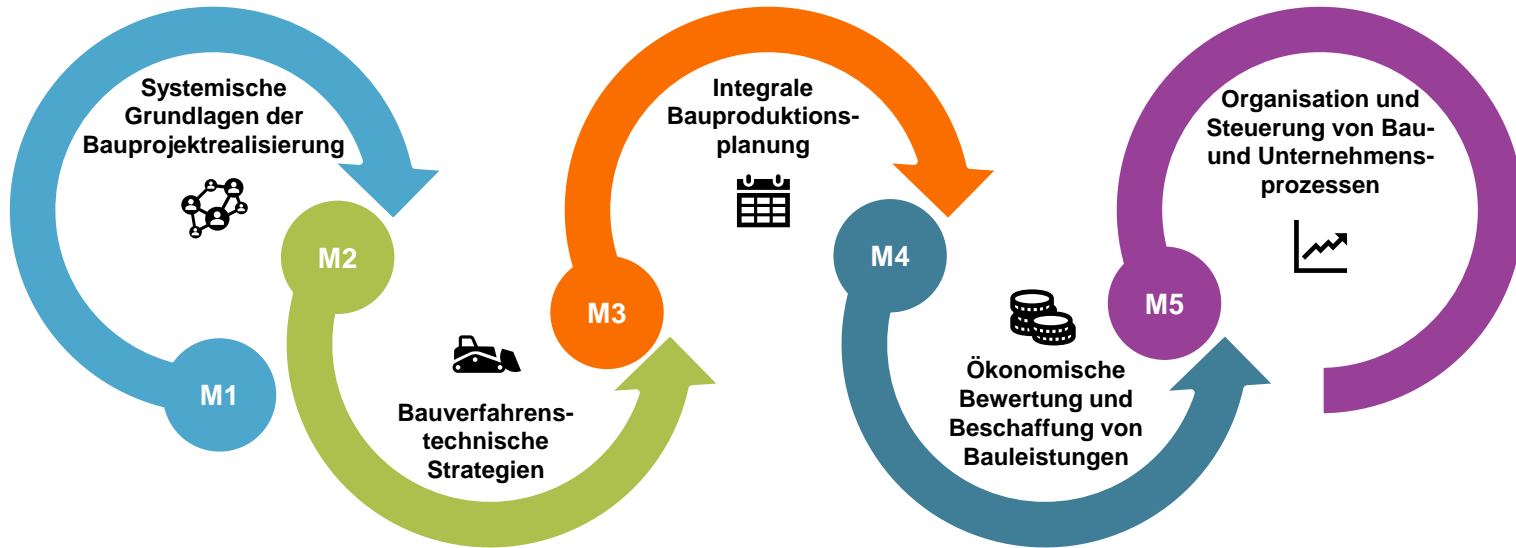 Systemische
Grundlagen der
Bauprojektrealisierung
M1
M2
Bauverfahrens-
technische
Strategien
M3
Integrale
Bauproduktions-
planung
M4
Ökonomische
Bewertung und
Beschaffung von
Bauleistungen
M5
Organisation und
Steuerung von Bau-
und Unternehmens-
prozessen